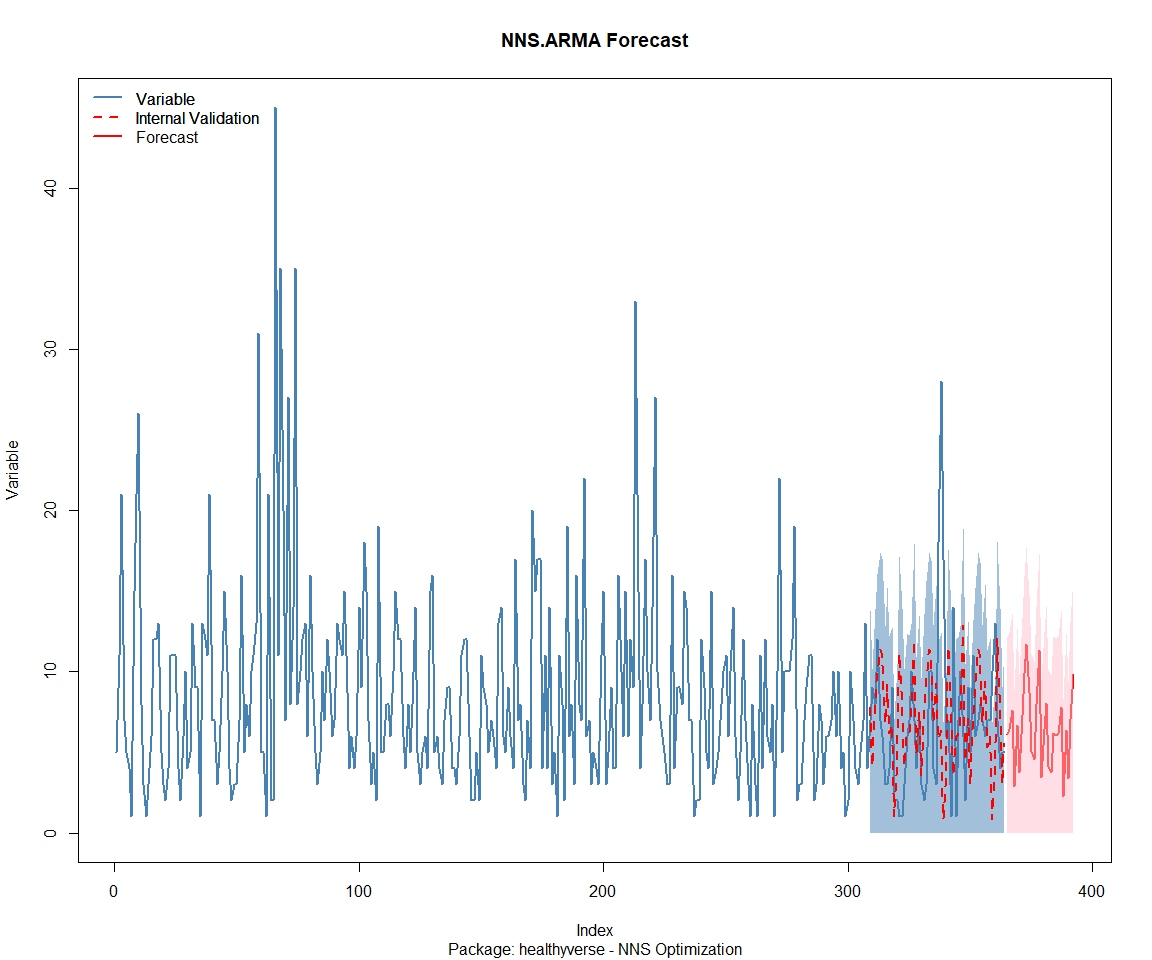 NNS.ARMA Forecast
Variable
Internal Validation
Forecast
40
30
20
10
0
Variable
0
100
200
300
400
Index
Package: healthyverse - NNS Optimization